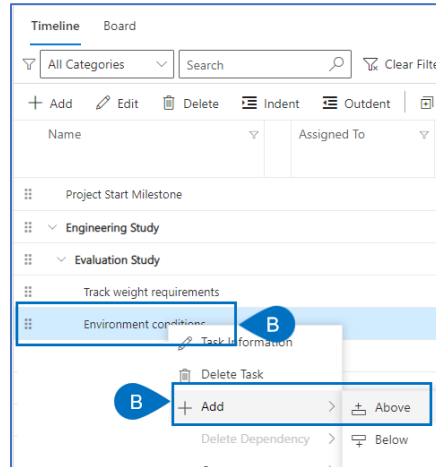 Timeline Board
All Categories Search Clear Filte
Add Edit Delete Indent Outdent
Name Assigned To
Project Start Milestone
Engineering Study
Evaluation Study
Track weight requirements
Environment conditions B
Task Information
Delete Task
B Add Above
Delete Dependency Below